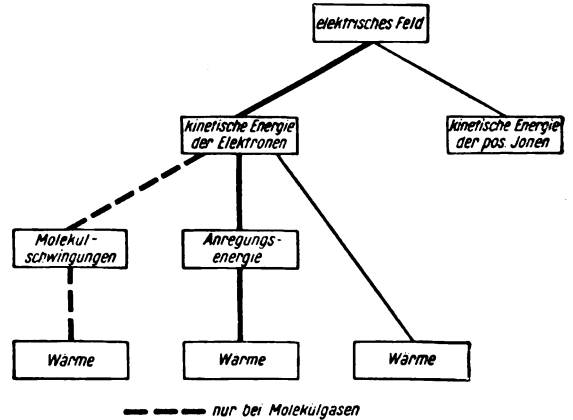 elektrisches Feld
kinetische Energie
der Elektronen
kinetische Energie
der pos. Jonen
Molekul-
schwingungen
Anregungs-
energie
Wärme
Wärme
Wärme
nur bei Molekülgasen